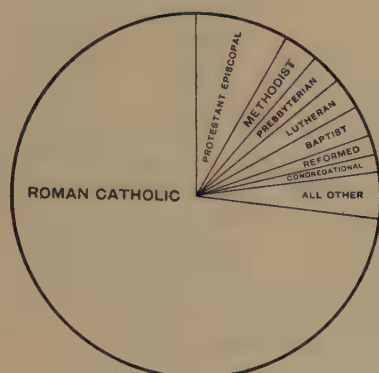 PROTESTANT EPISCOPAL
METHODIST
PRESBYTERIAN
LUTHERAN
BAPTIST
REFORMED
CONGREGATIONAL
ALL OTHER
ROMAN CATHOLIC